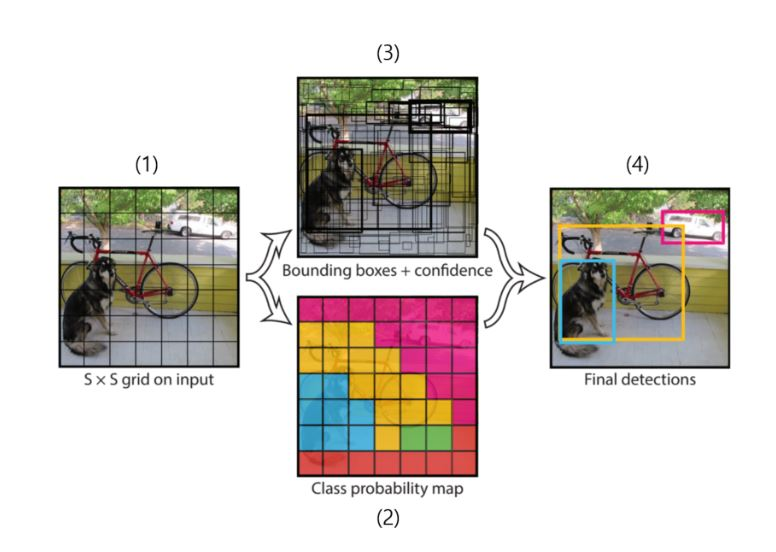 (3)
(1)
(4)
Bounding boxes + confidence
S × S grid on input
Final detections
Class probability map
(2)